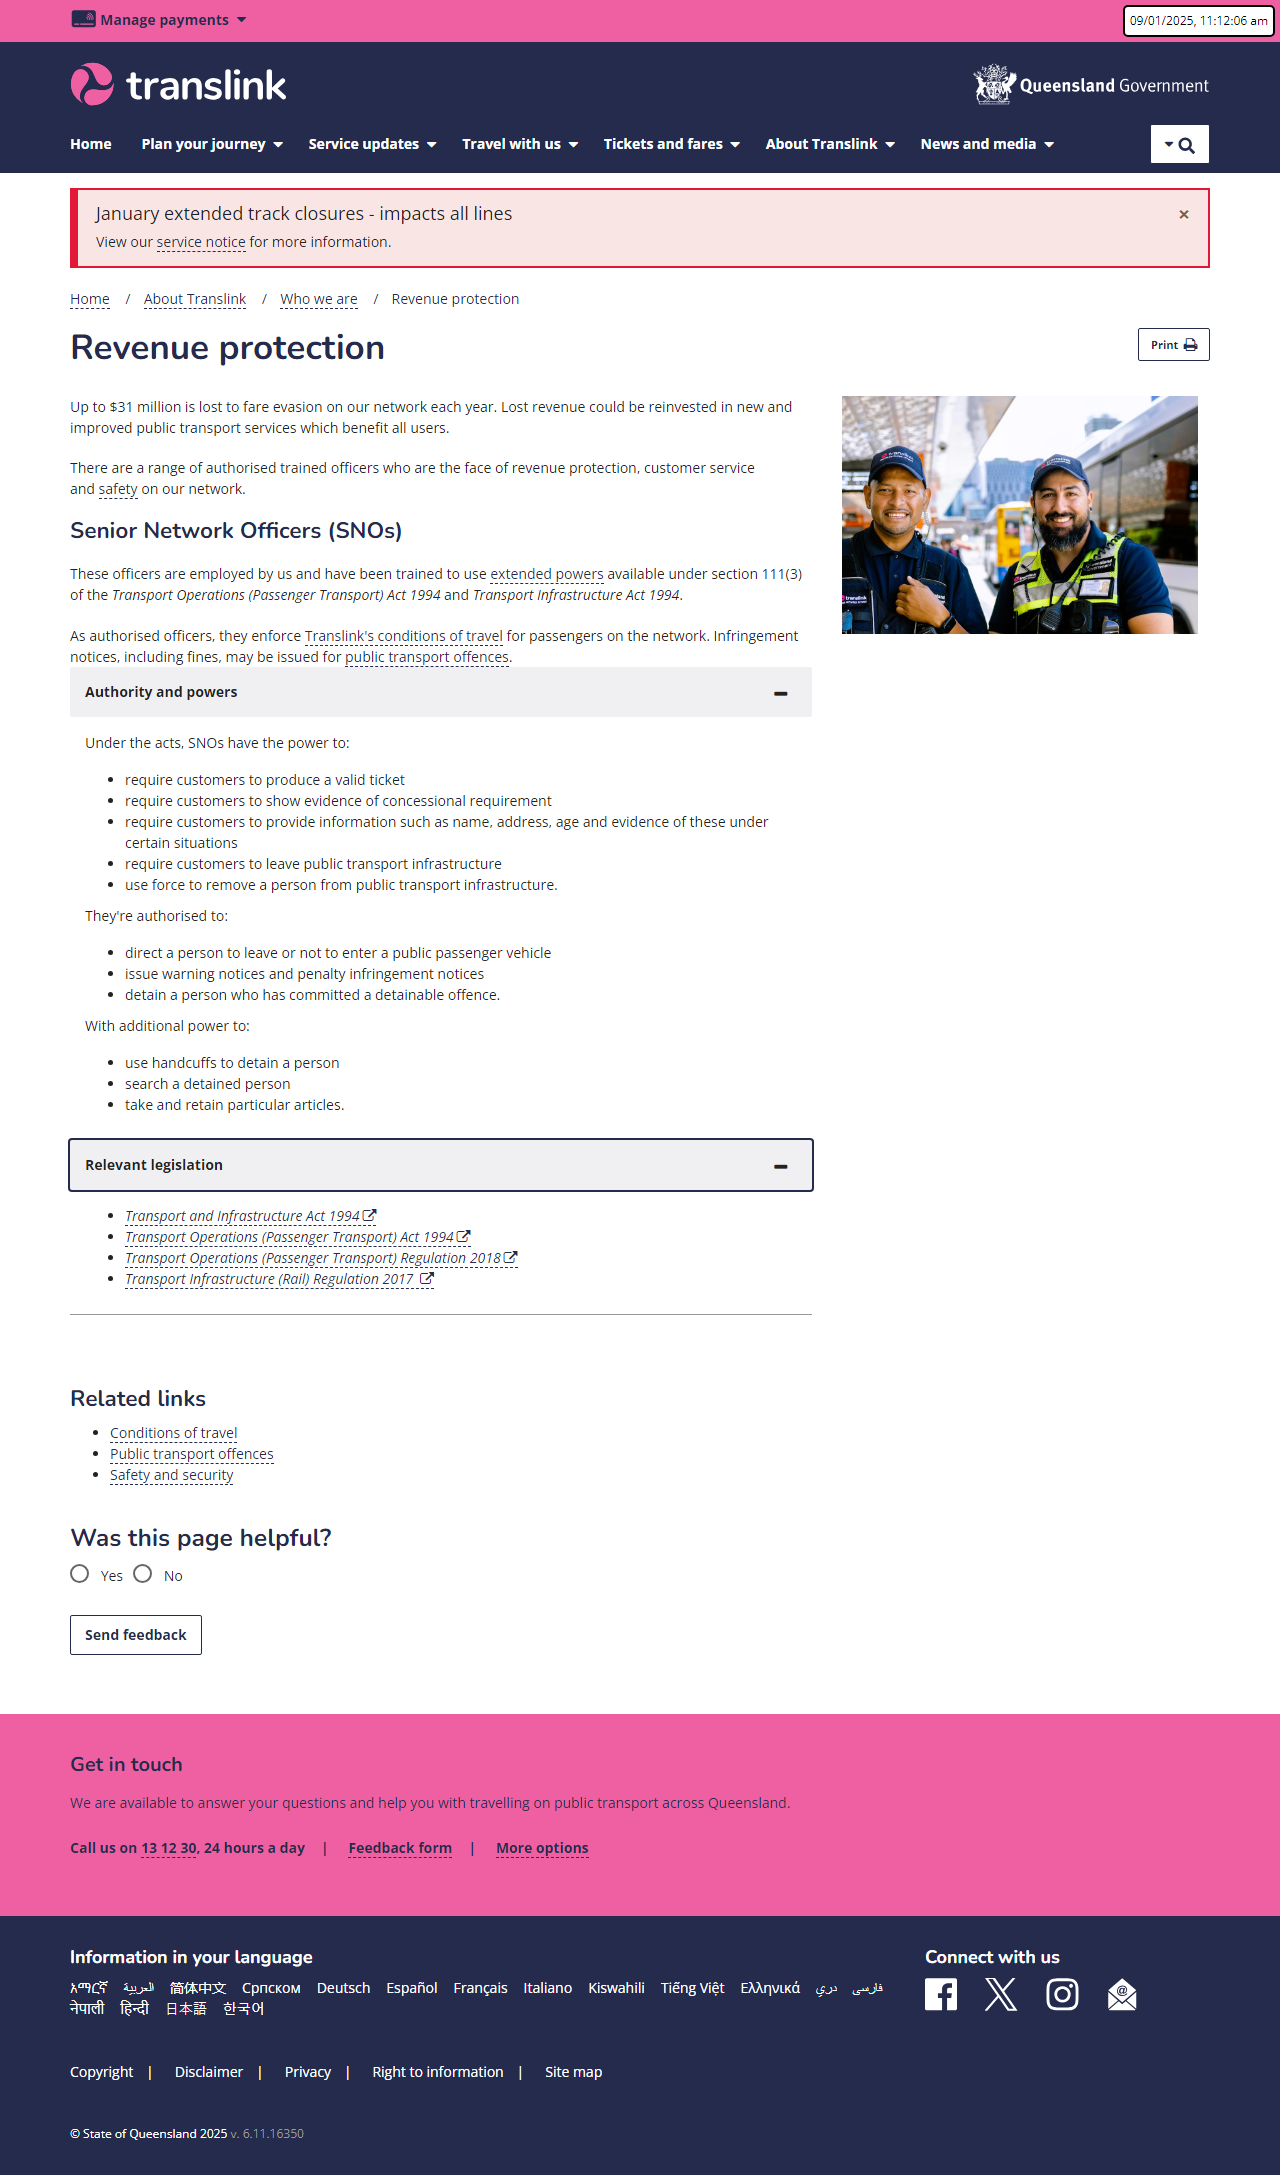 Manage payments
09/01/2025, 11:12:06 am
translink
Queensland Government
Home Plan your journey Service updates Travel with us Tickets and fares About Translink News and media
January extended track closures - impacts all lines
×
View our service notice for more information.
Home / About Translink / Who we are / Revenue protection
Revenue protection
Print
Up to $31 million is lost to fare evasion on our network each year. Lost revenue could be reinvested in new and
improved public transport services which benefit all users.
There are a range of authorised trained officers who are the face of revenue protection, customer service
and safety on our network.
Senior Network Officers (SNOs)
These officers are employed by us and have been trained to use extended powers available under section 111(3)
of the Transport Operations (Passenger Transport) Act 1994 and Transport Infrastructure Act 1994.
As authorised officers, they enforce Translink's conditions of travel for passengers on the network. Infringement
notices, including fines, may be issued for public transport offences.
translink
Authority and powers
Under the acts, SNOs have the power to:
• require customers to produce a valid ticket
• require customers to show evidence of concessional requirement
• require customers to provide information such as name, address, age and evidence of these under
certain situations
• require customers to leave public transport infrastructure
• use force to remove a person from public transport infrastructure.
They're authorised to:
• direct a person to leave or not to enter a public passenger vehicle
• issue warning notices and penalty infringement notices
• detain a person who has committed a detainable offence.
With additional power to:
• use handcuffs to detain a person
• search a detained person
• take and retain particular articles.
Relevant legislation
• Transport and Infrastructure Act 1994
• Transport Operations (Passenger Transport) Act 1994
• Transport Operations (Passenger Transport) Regulation 2018
• Transport Infrastructure (Rail) Regulation 2017
Related links
• Conditions of travel
• Public transport offences
• Safety and security
Was this page helpful?
Yes No
Send feedback
Get in touch
We are available to answer your questions and help you with travelling on public transport across Queensland.
Call us on 13 12 30, 24 hours a day | Feedback form | More options
Information in your language
አማርኛ العربية 简体中文 Српском Deutsch Español Français Italiano Kiswahili Tiếng Việt Ελληνικά دری فارسی
नेपाली हिन्दी 日本語 한국어
Connect with us
Copyright | Disclaimer | Privacy | Right to information | Site map
© State of Queensland 2025 v. 6.11.16350